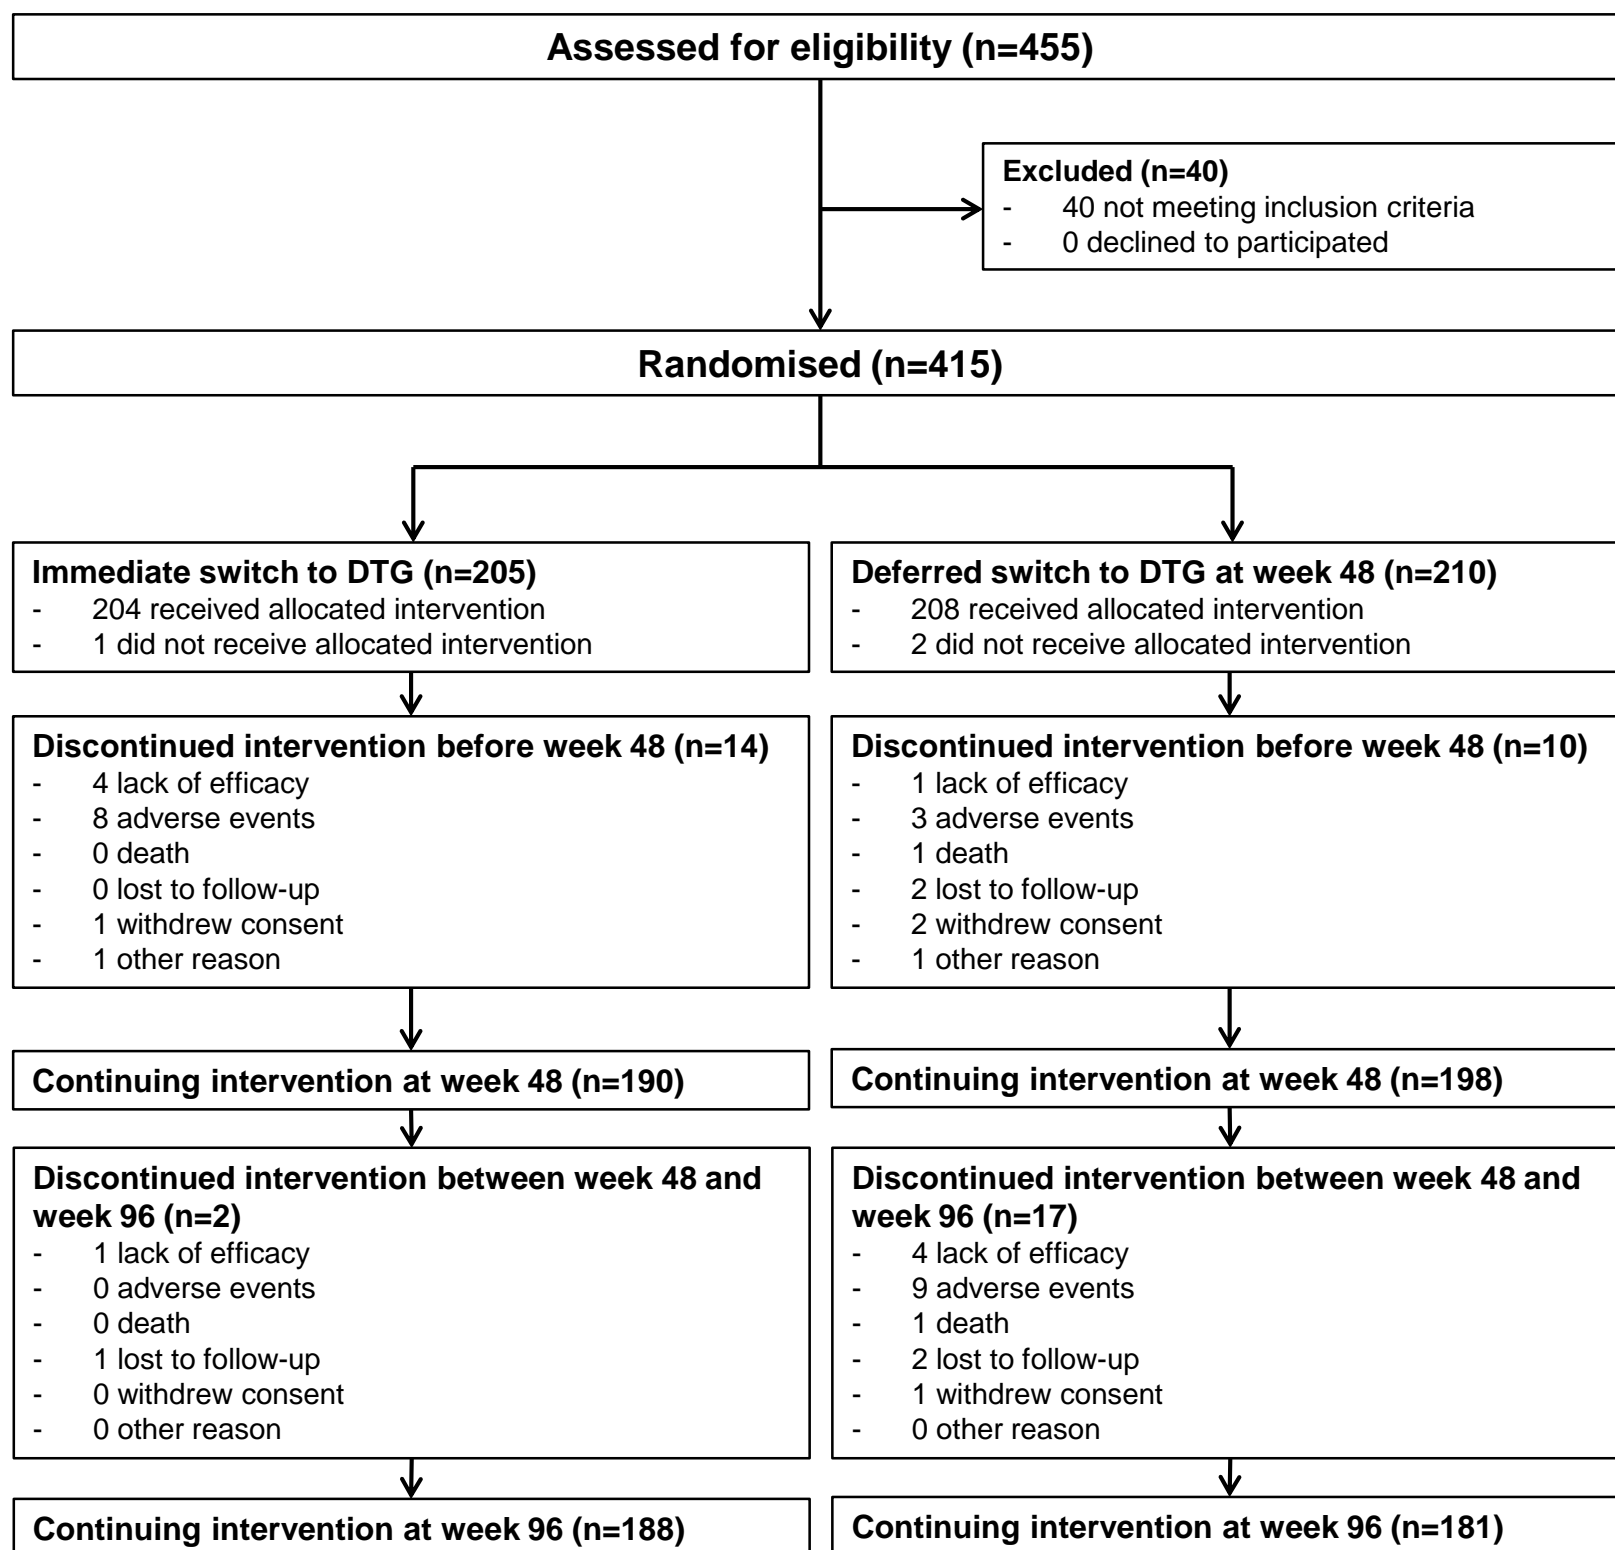 Assessed for eligibility (n=455)
Excluded (n=40)
- 40 not meeting inclusion criteria
- 0 declined to participated
Randomised (n=415)
Immediate switch to DTG (n=205)
- 204 received allocated intervention
- 1 did not receive allocated intervention
Deferred switch to DTG at week 48 (n=210)
- 208 received allocated intervention
- 2 did not receive allocated intervention
Discontinued intervention before week 48 (n=14)
- 4 lack of efficacy
- 8 adverse events
- 0 death
- 0 lost to follow-up
- 1 withdrew consent
- 1 other reason
Discontinued intervention before week 48 (n=10)
- 1 lack of efficacy
- 3 adverse events
- 1 death
- 2 lost to follow-up
- 2 withdrew consent
- 1 other reason
Continuing intervention at week 48 (n=190)
Continuing intervention at week 48 (n=198)
Discontinued intervention between week 48 and
week 96 (n=2)
- 1 lack of efficacy
- 0 adverse events
- 0 death
- 1 lost to follow-up
- 0 withdrew consent
- 0 other reason
Discontinued intervention between week 48 and
week 96 (n=17)
- 4 lack of efficacy
- 9 adverse events
- 1 death
- 2 lost to follow-up
- 1 withdrew consent
- 0 other reason
Continuing intervention at week 96 (n=188)
Continuing intervention at week 96 (n=181)